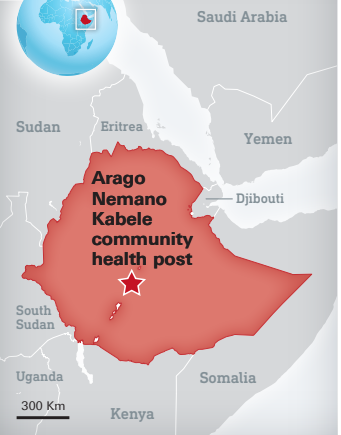 Saudi Arabia
Sudan
Eritrea
Yemen
Arago
Nemano
Kabele
community
health post
Djibouti
South
Sudan
Uganda
Somalia
300 Km
Kenya